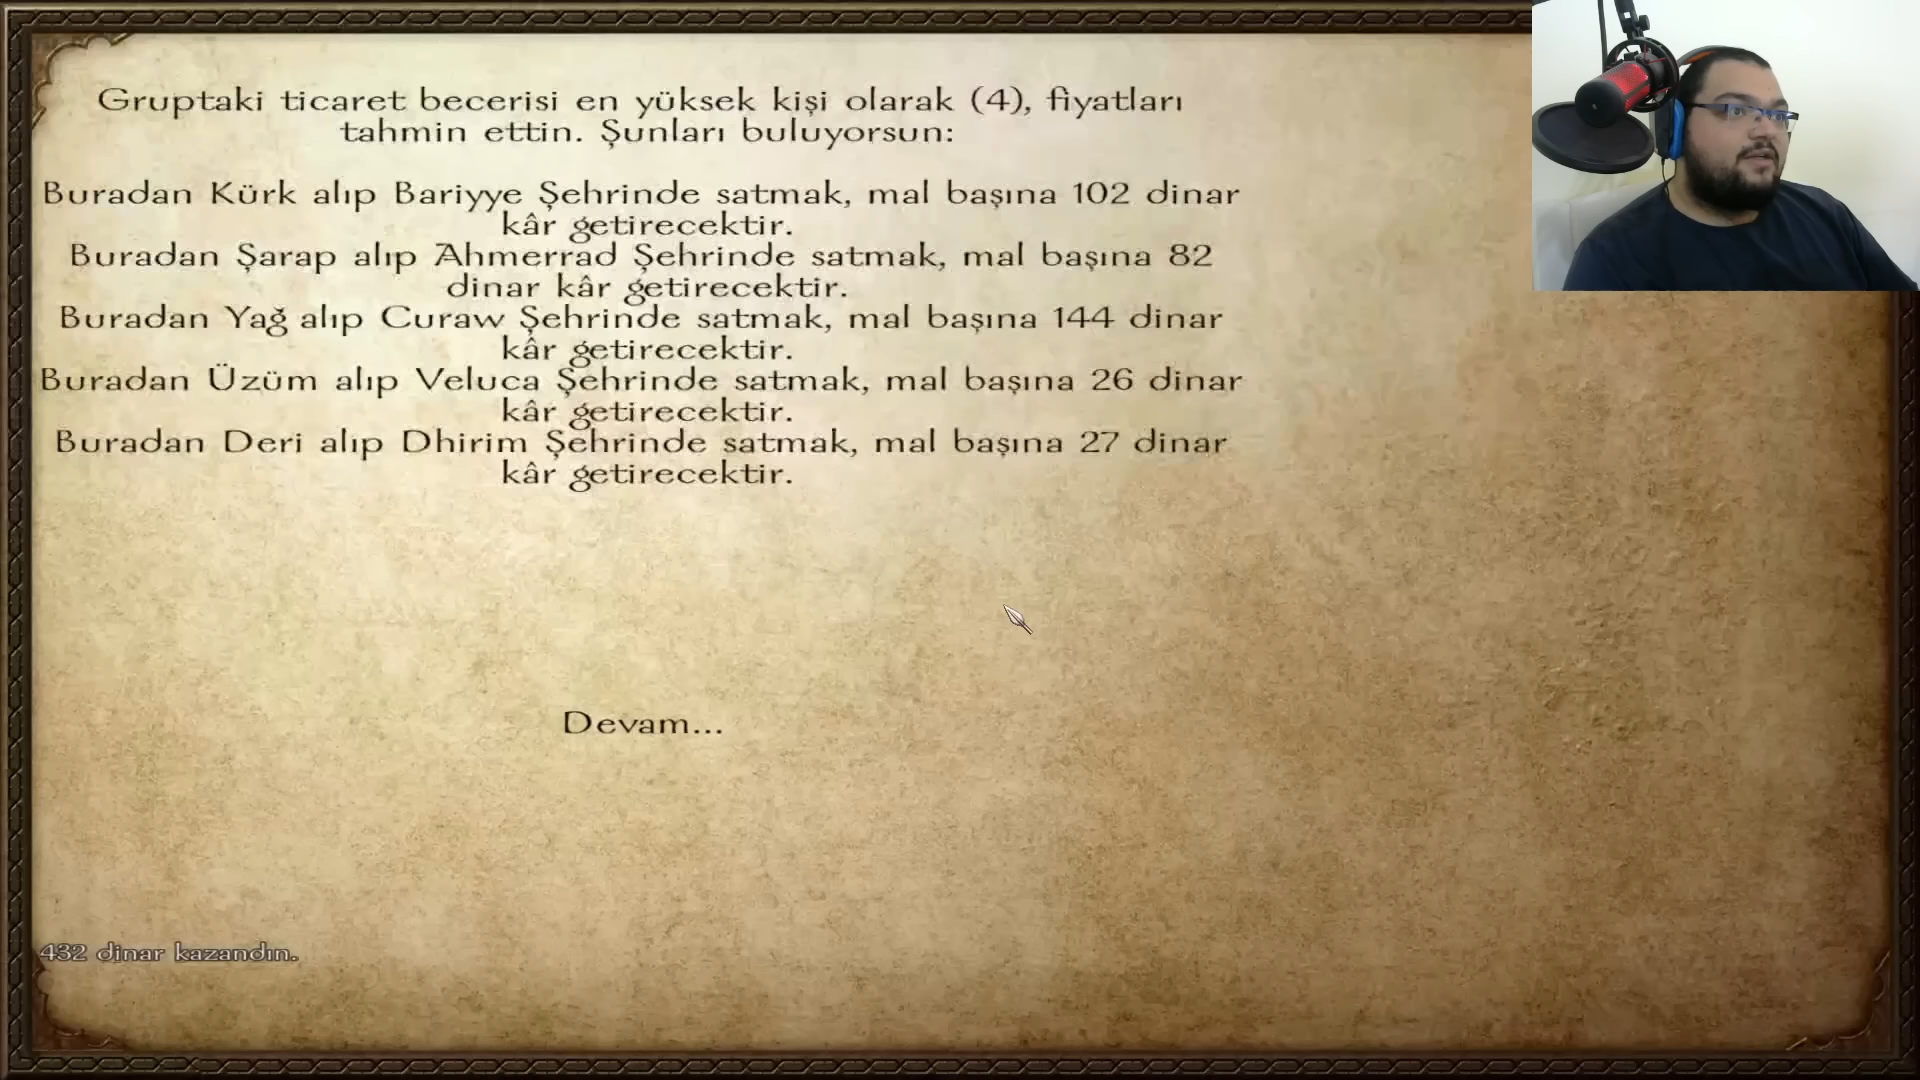 Gruptaki ticaret becerisi en yüksek kişi olarak (4), fiyatları
tahmin ettin. Şunları buluyorsun:
Buradan Kürk alıp Bariyye Şehrinde satmak, mal başına 102 dinar
kâr getirecektir.
Buradan Şarap alıp Ahmerrad Şehrinde satmak, mal başına 82
dinar kâr getirecektir.
Buradan Yağ alıp Curaw Şehrinde satmak, mal başına 144 dinar
kâr getirecektir.
Buradan Üzüm alıp Veluca Şehrinde satmak, mal başına 26 dinar
kâr getirecektir.
Buradan Deri alıp Dhirim Şehrinde satmak, mal başına 27 dinar
kâr getirecektir.
Devam...
432 dinar kazandın.